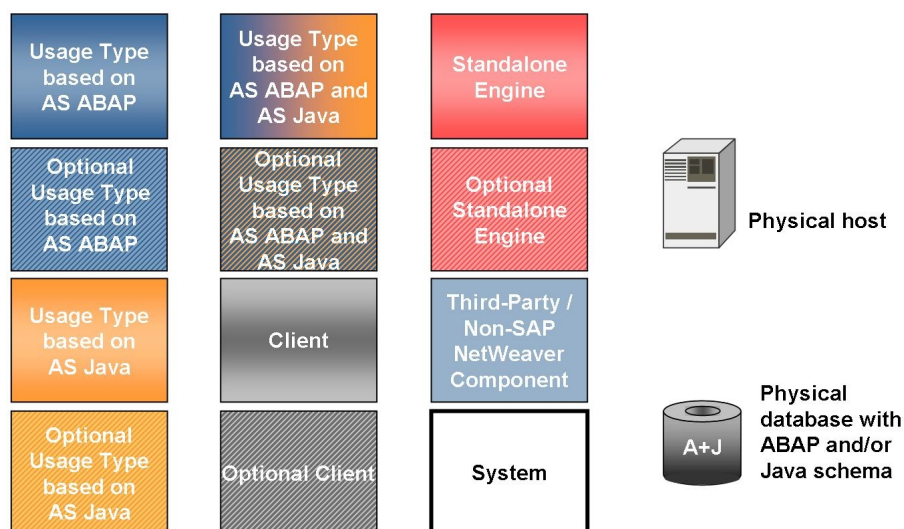 Usage Type
based on
AS ABAP
Usage Type
based on
AS ABAP and
AS Java
Standalone
Engine
Optional
Usage Type
based on
AS ABAP
Optional
Usage Type
based on
AS ABAP and
AS Java
Optional
Standalone
Engine
Physical host
Usage Type
based on
AS Java
Client
Third-Party /
Non-SAP
NetWeaver
Component
Optional
Usage Type
based on
AS Java
Optional Client
System
A+J
Physical
database with
ABAP and/or
Java schema